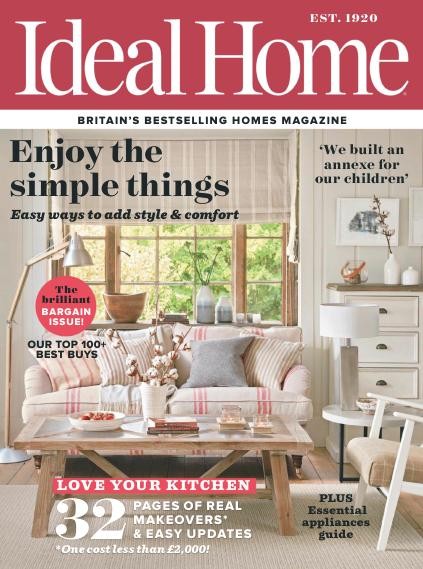 EST. 1920
Ideal Home
BRITAIN'S BESTSELLING HOMES MAGAZINE
Enjoy the
simple things
Easy ways to add style & comfort
'We built an
annexe for
our children'
The
brilliant
BARGAIN
ISSUE!
OUR TOP 100+
BEST BUYS
LOVE YOUR KITCHEN
32 PAGES OF REAL
MAKEOVERS*
& EASY UPDATES
*One cost less than £2,000!
PLUS
Essential
appliances
guide